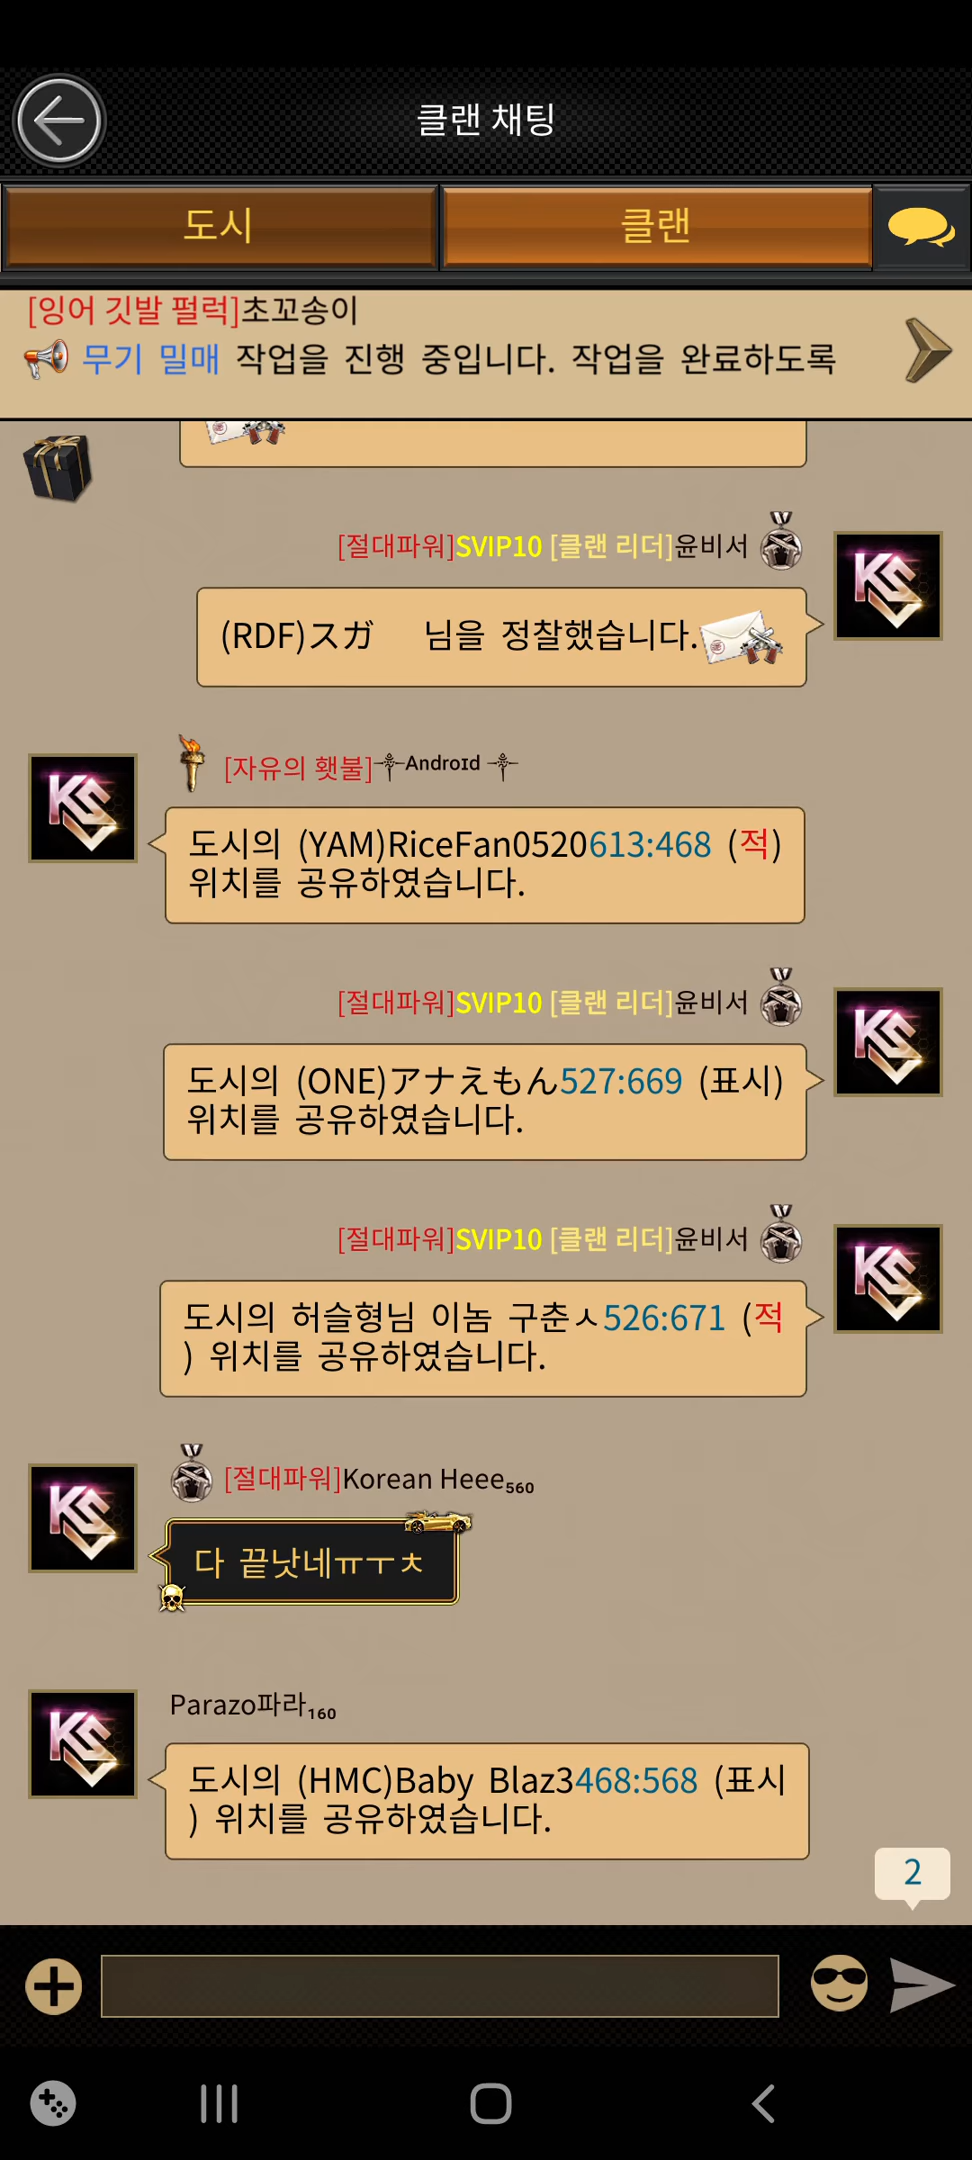 클랜 채팅
도시
클랜
[잉어 깃발 펄럭]초꼬송이
무기 밀매 작업을 진행 중입니다. 작업을 완료하도록
[절대파워]SVIP10 [클랜 리더]윤비서
(RDF)スガ 님을 정찰했습니다.
KS
[자유의 횃불]Android
KS
도시의 (YAM)RiceFan0520613:468 (적)
위치를 공유하였습니다.
[절대파워]SVIP10 [클랜 리더]윤비서
KS
도시의 (ONE)アナえもん527:669 (표시)
위치를 공유하였습니다.
[절대파워]SVIP10 [클랜 리더]윤비서
KS
도시의 허슬형님 이놈 구춘ㅅ526:671 (적
) 위치를 공유하였습니다.
[절대파워]Korean Heee₅₆₀
KS
다 끝낫네ㅠㅜㅊ
Parazo파라₁₆₀
KS
도시의 (HMC)Baby Blaz3468:568 (표시
) 위치를 공유하였습니다.
2